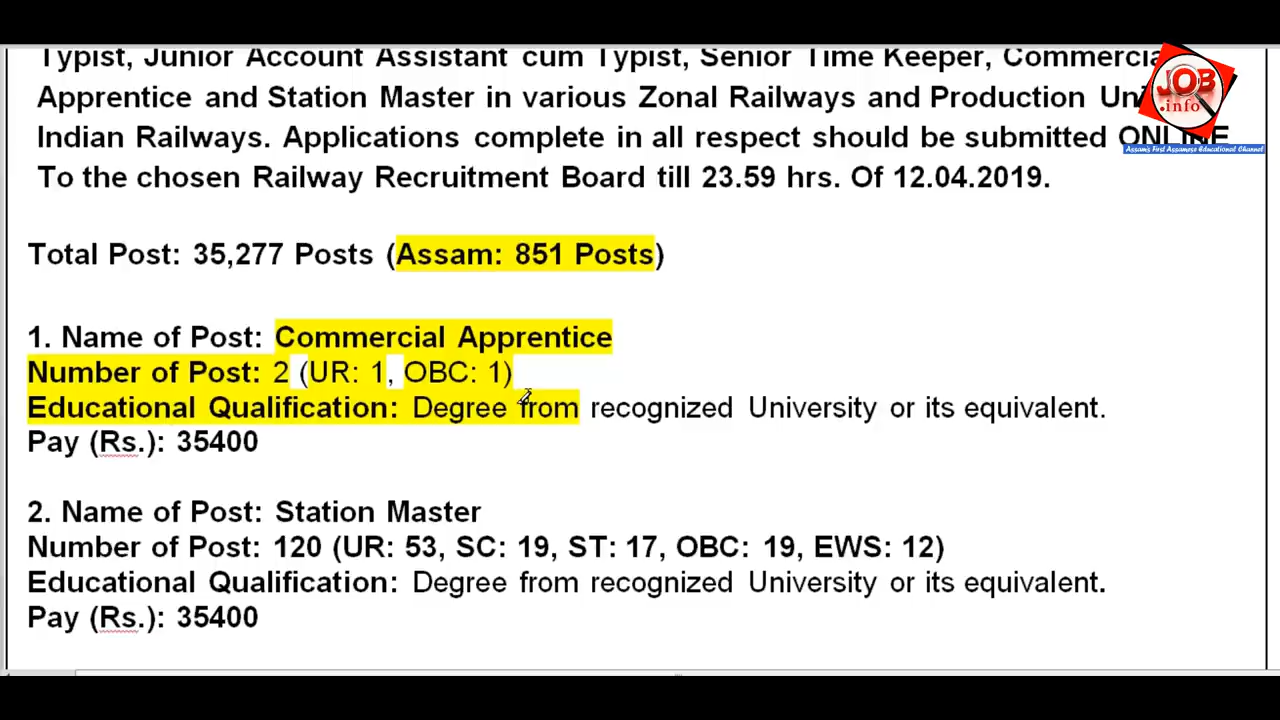 Typist, Junior Account Assistant cum Typist, Senior Time Keeper, Commercial
Apprentice and Station Master in various Zonal Railways and Production
Indian Railways. Applications complete in all respect should be submitted ONLINE
To the chosen Railway Recruitment Board till 23.59 hrs. Of 12.04.2019.
JOB
.info
Assam's First Assamese Educational Channel
Total Post: 35,277 Posts (Assam: 851 Posts)
1. Name of Post: Commercial Apprentice
Number of Post: 2 (UR: 1, OBC: 1)
Educational Qualification: Degree from recognized University or its equivalent.
Pay (Rs.): 35400
2. Name of Post: Station Master
Number of Post: 120 (UR: 53, SC: 19, ST: 17, OBC: 19, EWS: 12)
Educational Qualification: Degree from recognized University or its equivalent.
Pay (Rs.): 35400